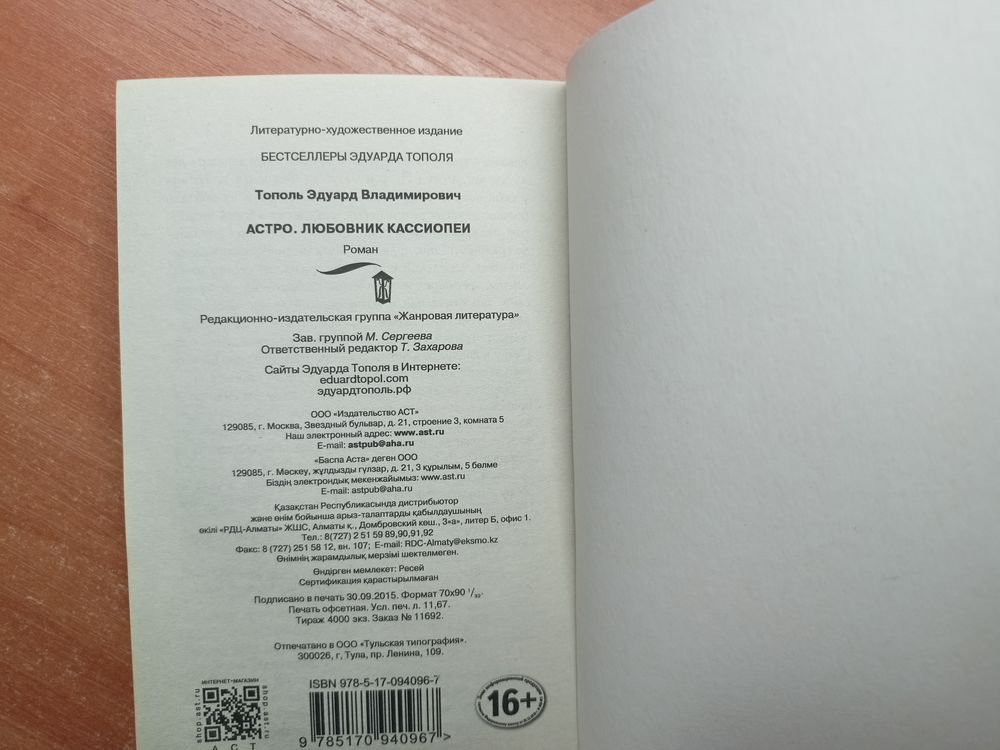 Литературно-художественное издание
БЕСТСЕЛЛЕРЫ ЭДУАРДА ТОПОЛЯ
Тополь Эдуард Владимирович
АСТРО. ЛЮБОВНИК КАССИОПЕИ
Роман
Ж
Редакционно-издательская группа «Жанровая литература»
Зав. группой М. Сергеева
Ответственный редактор Т. Захарова
Сайты Эдуарда Тополя в Интернете:
eduardtopol.com
эдуардтополь.рф
ООО «Издательство АСТ»
129085, г. Москва, Звездный бульвар, д. 21, строение 3, комната 5
Наш электронный адрес: www.ast.ru
E-mail: astpub@aha.ru
«Баспа Аста» деген ООО
129085, г. Мәскеу, жұлдызды гүлзар, д. 21, 3 құрылым, 5 бөлме
Біздің электрондық мекенжайымыз: www.ast.ru
E-mail: astpub@aha.ru
Қазақстан Республикасында дистрибьютор
және өнім бойынша арыз-талаптарды қабылдаушының
өкілі «РДЦ-Алматы» ЖШС, Алматы қ., Домбровский көш., 3«а», литер Б, офис 1.
Тел.: 8(727) 2 51 59 89,90,91,92
Факс: 8 (727) 251 58 12, вн. 107; E-mail: RDC-Almaty@eksmo.kz
Өнімнің жарамдылық мерзімі шектелмеген.
Өндірген мемлекет: Ресей
Сертификация қарастырылмаған
Подписано в печать 30.09.2015. Формат 70х90 1/32.
Печать офсетная. Усл. печ. л. 11,67.
Тираж 4000 экз. Заказ № 11692.
Отпечатано в ООО «Тульская типография».
300026, г, Тула, пр. Ленина, 109.
ИНТЕРНЕТ-МАГАЗИН
shop.ast.ru
shop.ast.ru
АСТ
ISBN 978-5-17-094096-7
9 785170 940967 >
16+